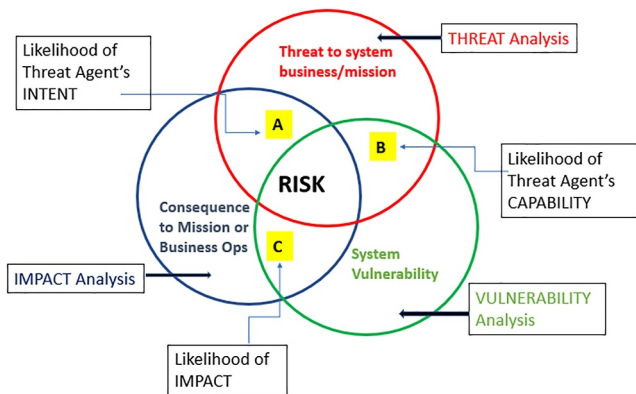 Likelihood of
Threat Agent's
INTENT
Threat to system
business/mission
THREAT Analysis
A
B
RISK
Likelihood of
Threat Agent's
CAPABILITY
Consequence
to Mission or
Business Ops
C
System
Vulnerability
IMPACT Analysis
VULNERABILITY
Analysis
Likelihood of
IMPACT